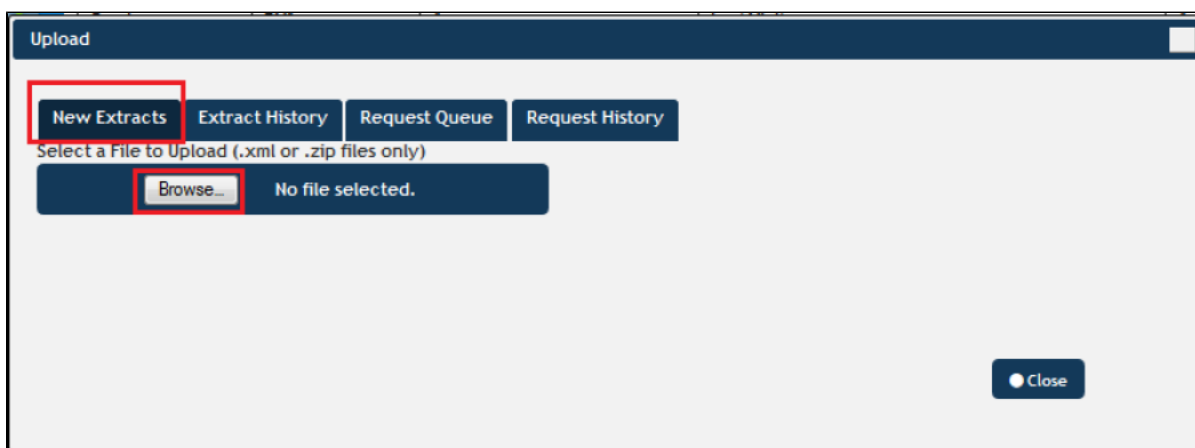 Upload
New Extracts Extract History Request Queue Request History
Select a File to Upload (.xml or .zip files only)
Browse... No file selected.
Close